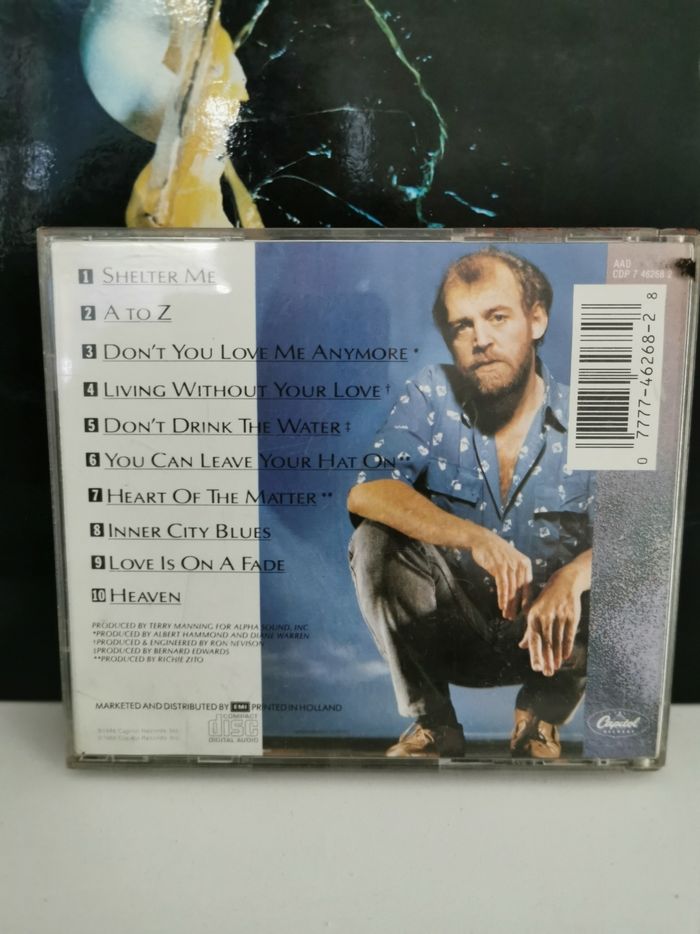 1 SHELTER ME
2 A TO Z
3 DON'T YOU LOVE ME ANYMORE *
4 LIVING WITHOUT YOUR LOVE †
5 DON'T DRINK THE WATER ‡
6 YOU CAN LEAVE YOUR HAT ON **
7 HEART OF THE MATTER **
8 INNER CITY BLUES
9 LOVE IS ON A FADE
10 HEAVEN
PRODUCED BY TERRY MANNING FOR ALPHA SOUND, INC.
*PRODUCED BY ALBERT HAMMOND AND DIANE WARREN
†PRODUCED & ENGINEERED BY RON NEVISON
‡PRODUCED BY BERNARD EDWARDS
**PRODUCED BY RICHIE ZITO
MARKETED AND DISTRIBUTED BY EMI PRINTED IN HOLLAND
COMPACT
disc
DIGITAL AUDIO
AAD
CDP 7 46268 2
0 7777-46268-2 8
Capitol
RECORDS